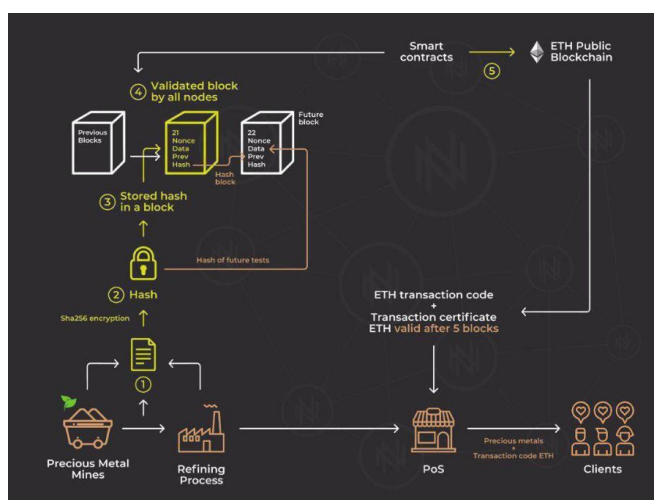 Smart
contracts
5
ETH Public
Blockchain
4 Validated block
by all nodes
Previous
Blocks
21
Nonce
Data
Prev
Hash
22
Nonce
Data
Prev
Hash
Future
block
Hash
block
3 Stored hash
in a block
Hash of future tests
2 Hash
Sha256 encryption
1
ETH transaction code
+
Transaction certificate
ETH valid after 5 blocks
Precious Metal
Mines
Refining
Process
PoS
Precious metals
+
Transaction code ETH
Clients